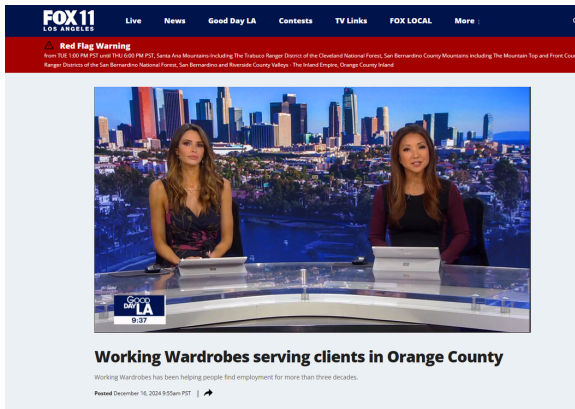 FOX 11
LOS ANGELES
Live News Good Day LA Contests TV Links FOX LOCAL More :
Red Flag Warning
from TUE 1:00 PM PST until THU 6:00 PM PST, Santa Ana Mountains-Including The Trabuco Ranger District of the Cleveland National Forest, San Bernardino County Mountains including The Mountain Top and Front Coun
Ranger Districts of the San Bernardino National Forest, San Bernardino and Riverside County Valleys - The Inland Empire, Orange County Inland
GOOD
DAY LA
9:37
Working Wardrobes serving clients in Orange County
Working Wardrobes has been helping people find employment for more than three decades.
Posted December 16, 2024 9:55am PST |